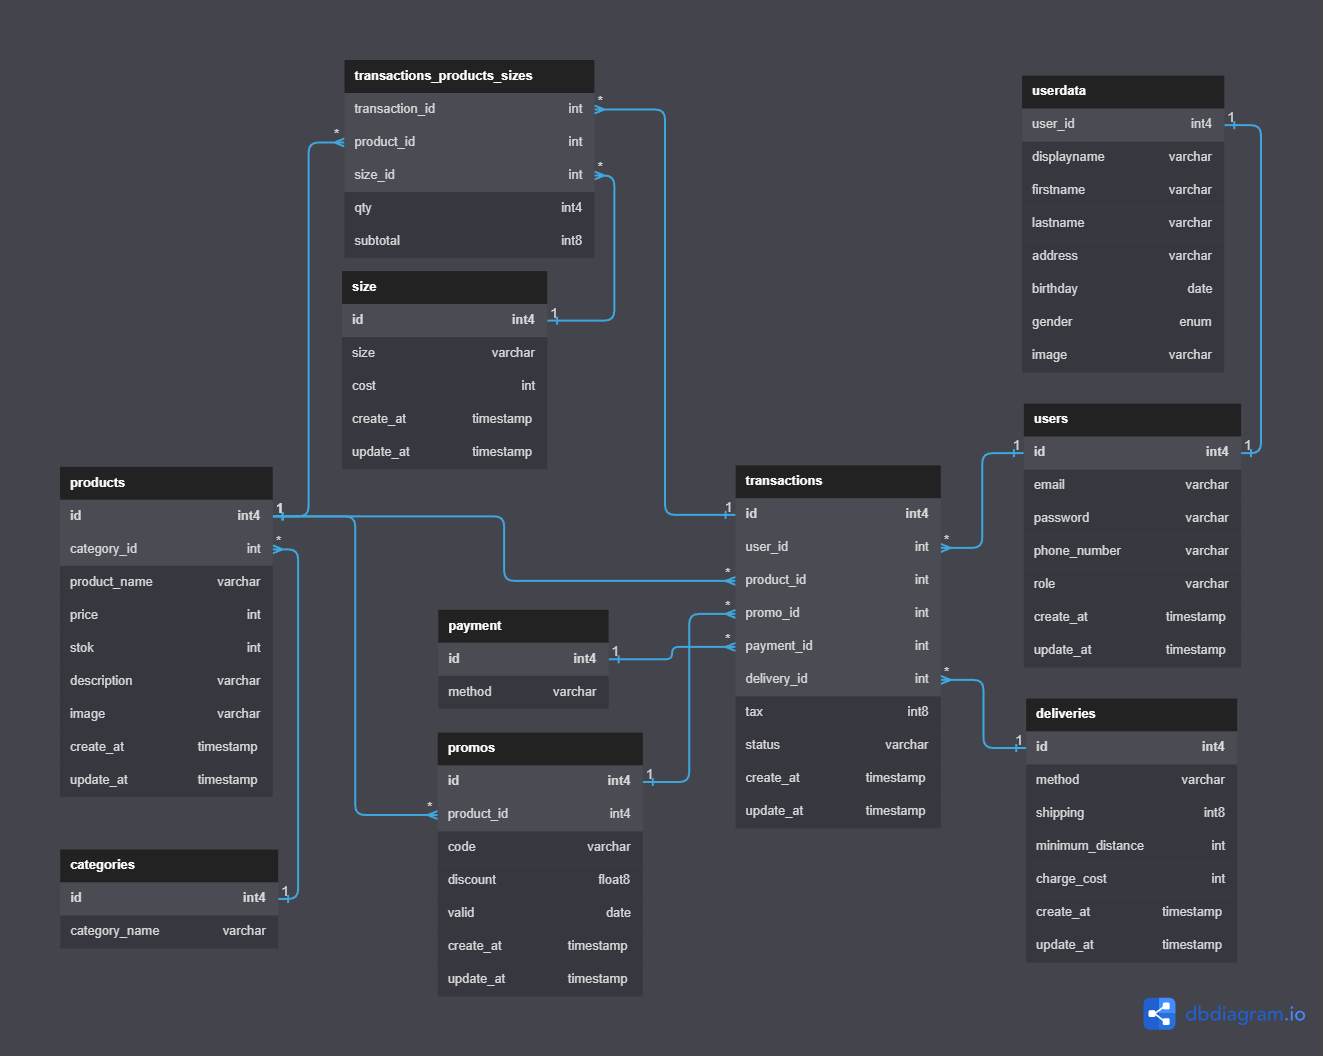 transactions_products_sizes
transaction_id int
product_id int
size_id int
qty int4
subtotal int8
* * *
size
id int4 1
size varchar
cost int
create_at timestamp
update_at timestamp
products
id int4 1
category_id int *
product_name varchar
price int
stok int
description varchar
image varchar
create_at timestamp
update_at timestamp
categories
id int4 1
category_name varchar
payment
id int4 1
method varchar
promos
id int4 1
* product_id int4
code varchar
discount float8
valid date
create_at timestamp
update_at timestamp
transactions
1 id int4
user_id int *
* product_id int
* promo_id int
* payment_id int
delivery_id int *
tax int8
status varchar
create_at timestamp
update_at timestamp
userdata
user_id int4 1
displayname varchar
firstname varchar
lastname varchar
address varchar
birthday date
gender enum
image varchar
users
1 id int4 1
email varchar
password varchar
phone_number varchar
role varchar
create_at timestamp
update_at timestamp
deliveries
1 id int4
method varchar
shipping int8
minimum_distance int
charge_cost int
create_at timestamp
update_at timestamp
dbdiagram.io